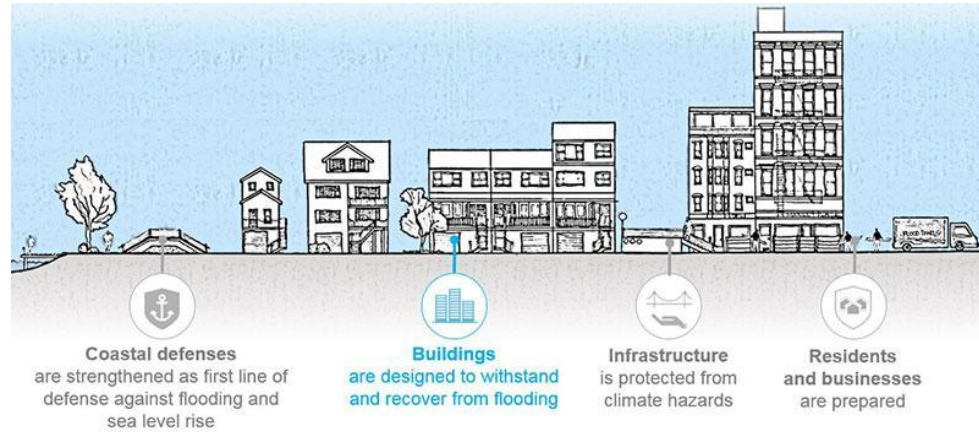 Coastal defenses
are strengthened as first line of
defense against flooding and
sea level rise
Buildings
are designed to withstand
and recover from flooding
Infrastructure
is protected from
climate hazards
Residents
and businesses
are prepared